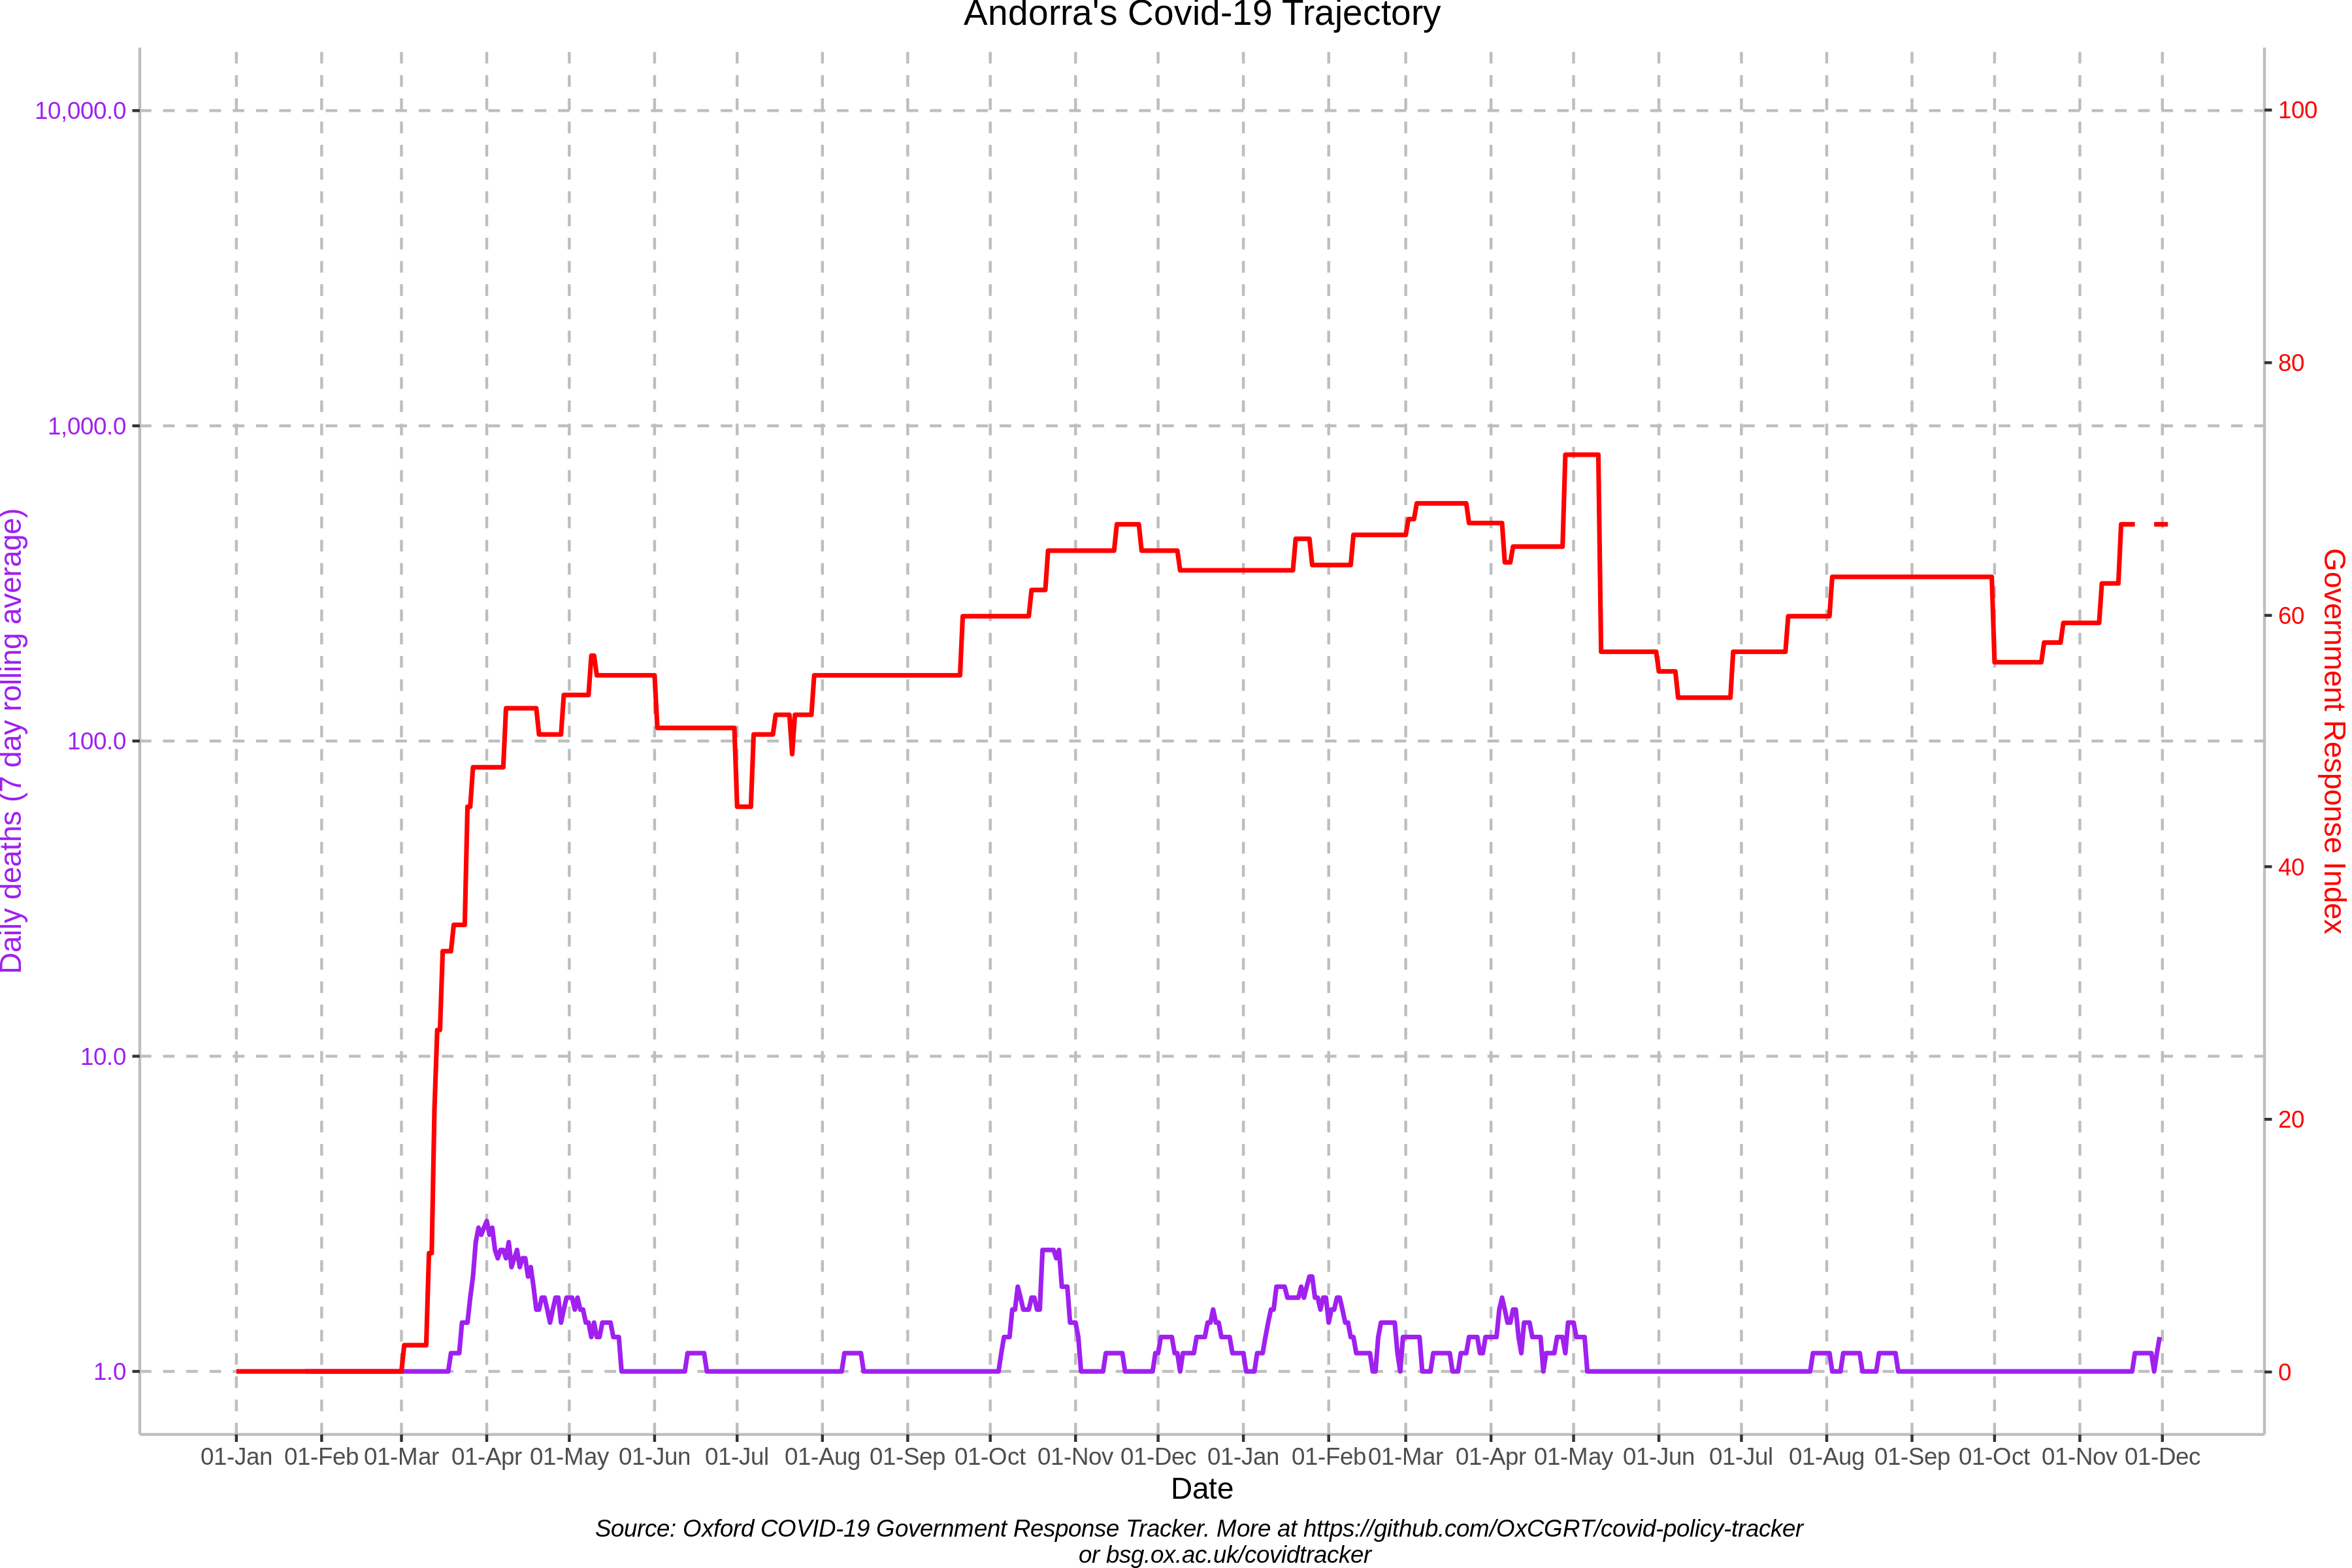 Andorra's Covid-19 Trajectory
10,000.0
1,000.0
100.0
10.0
1.0
Daily deaths (7 day rolling average)
100
80
60
40
20
0
Government Response Index
01-Jan 01-Feb 01-Mar 01-Apr 01-May 01-Jun 01-Jul 01-Aug 01-Sep 01-Oct 01-Nov 01-Dec 01-Jan 01-Feb 01-Mar 01-Apr 01-May 01-Jun 01-Jul 01-Aug 01-Sep 01-Oct 01-Nov 01-Dec
Date
Source: Oxford COVID-19 Government Response Tracker. More at https://github.com/OxCGRT/covid-policy-tracker
or bsg.ox.ac.uk/covidtracker